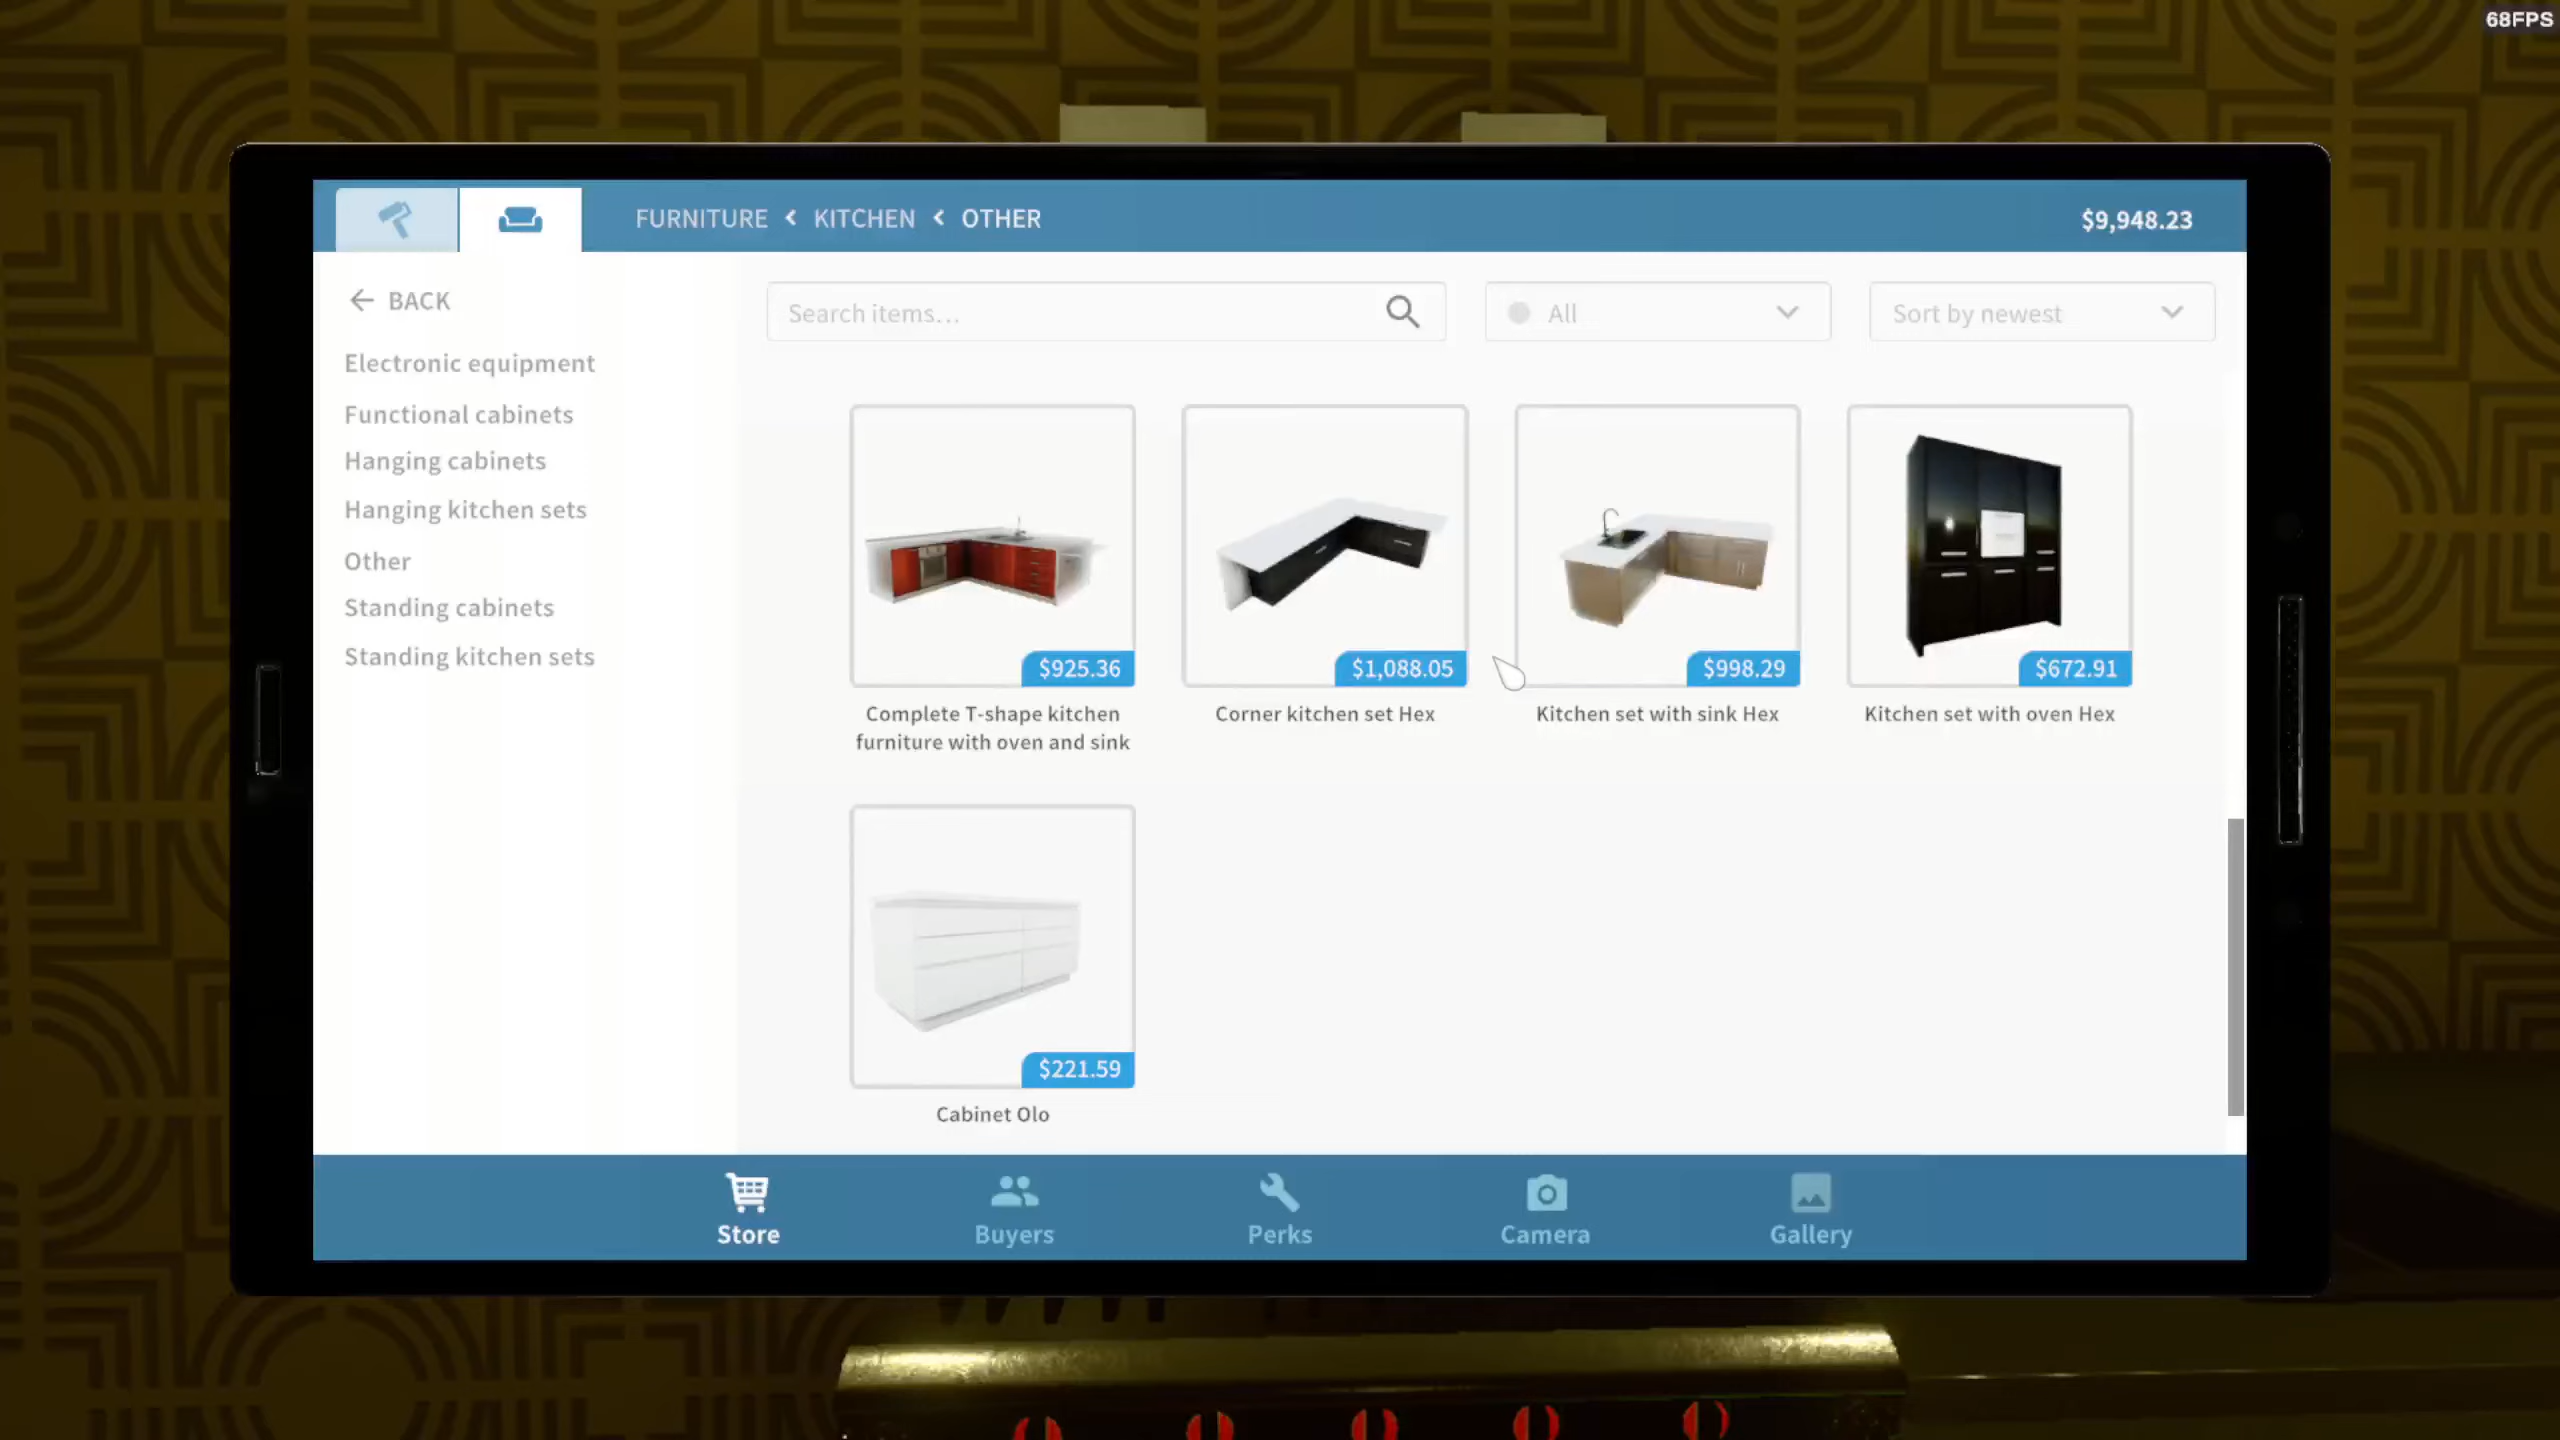 68FPS
FURNITURE < KITCHEN < OTHER
$9,948.23
BACK
Search items...
All
Sort by newest
Electronic equipment
Functional cabinets
Hanging cabinets
Hanging kitchen sets
Other
Standing cabinets
Standing kitchen sets
$925.36
$1,088.05
$998.29
$672.91
Complete T-shape kitchen
furniture with oven and sink
Corner kitchen set Hex
Kitchen set with sink Hex
Kitchen set with oven Hex
$221.59
Cabinet Olo
Store
Buyers
Perks
Camera
Gallery